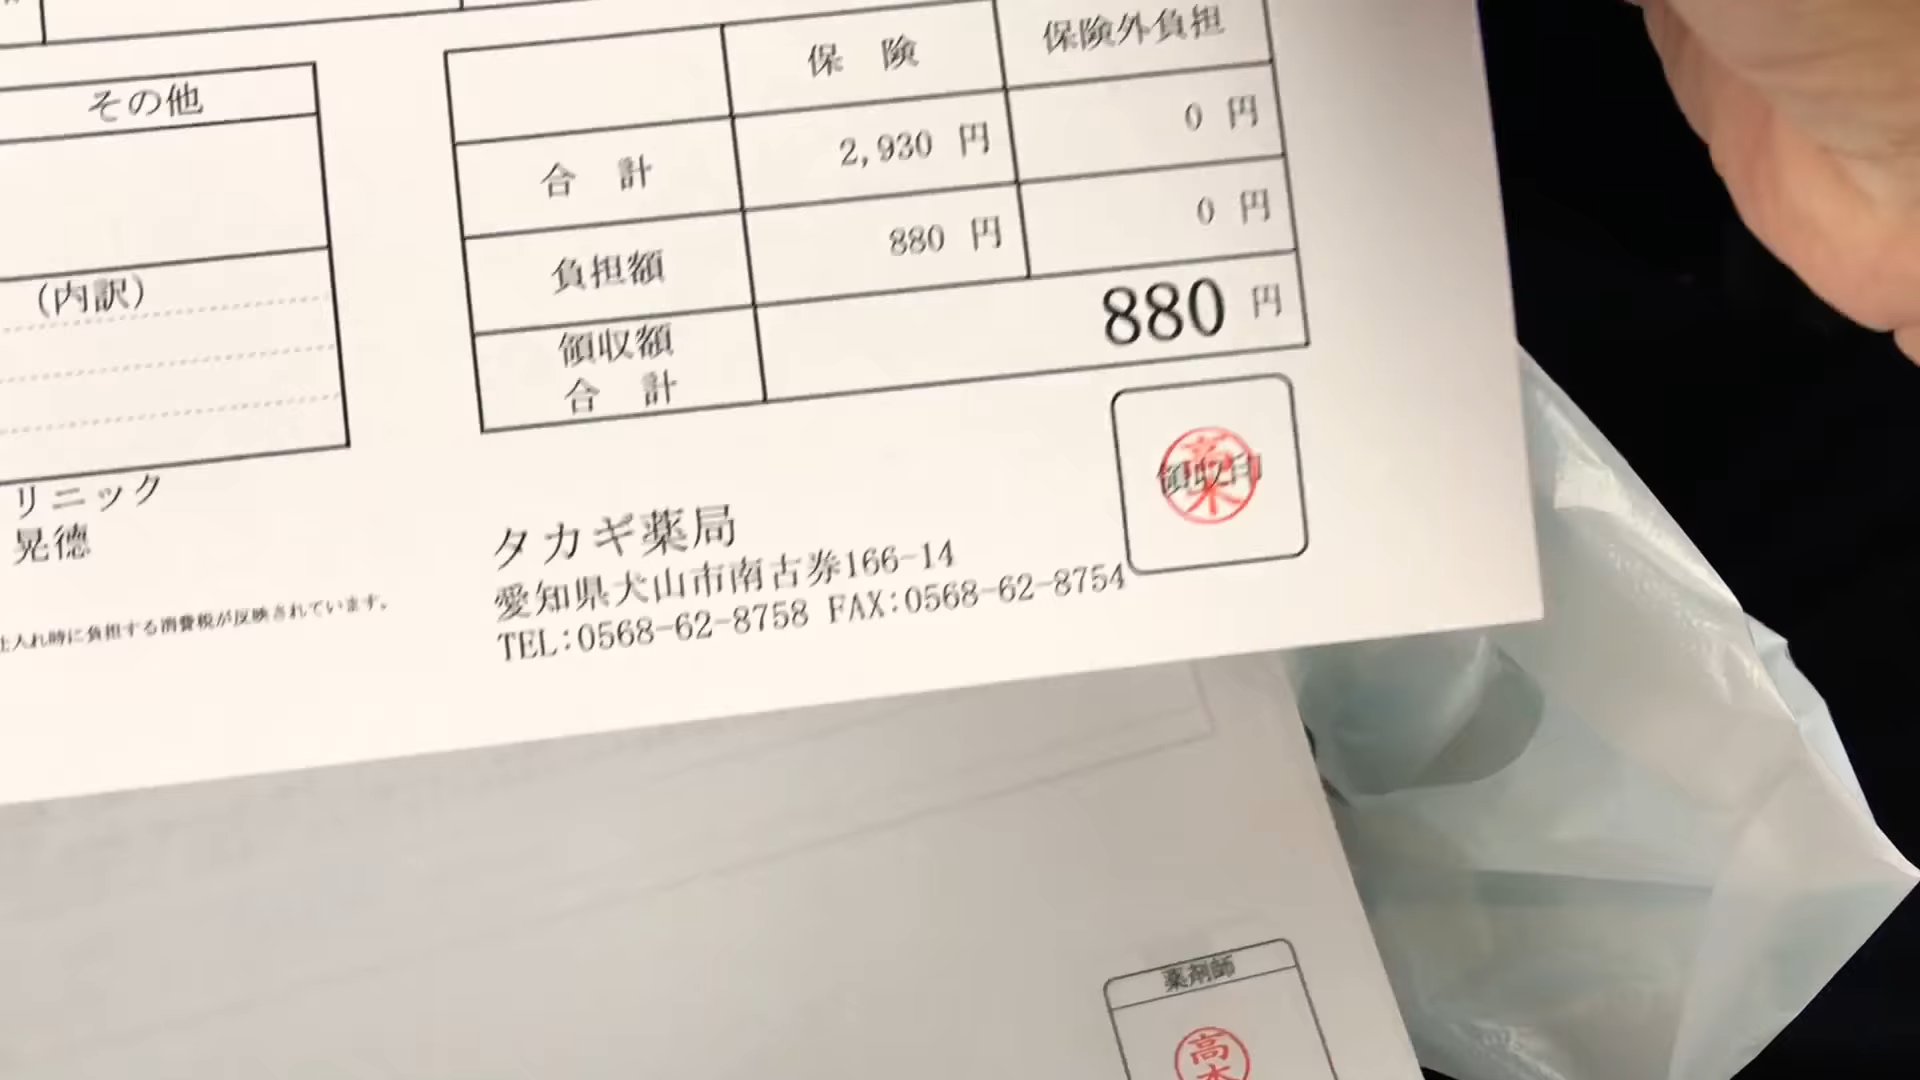 保 険
保険外負担
その他
合 計
2,930 円
0 円
負担額
880 円
0 円
(内訳)
領収額
合 計
880 円
領収印
高木
リニック
晃徳
タカギ薬局
愛知県犬山市南古券166-14
TEL:0568-62-8758 FAX:0568-62-8754
仕入れ時に負担する消費税が反映されています。
薬剤師
高木